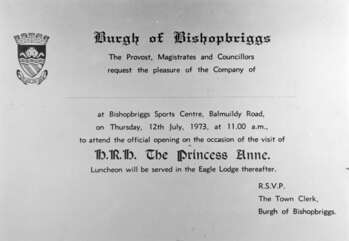 Burgh of Bishopbriggs
The Provost, Magistrates and Councillors
request the pleasure of the Company of
at Bishopbriggs Sports Centre, Balmuildy Road,
on Thursday, 12th July, 1973, at 11.00 a.m.,
to attend the official opening on the occasion of the visit of
H.R.H. The Princess Anne.
Luncheon will be served in the Eagle Lodge thereafter.
R.S.V.P.
The Town Clerk,
Burgh of Bishopbriggs.